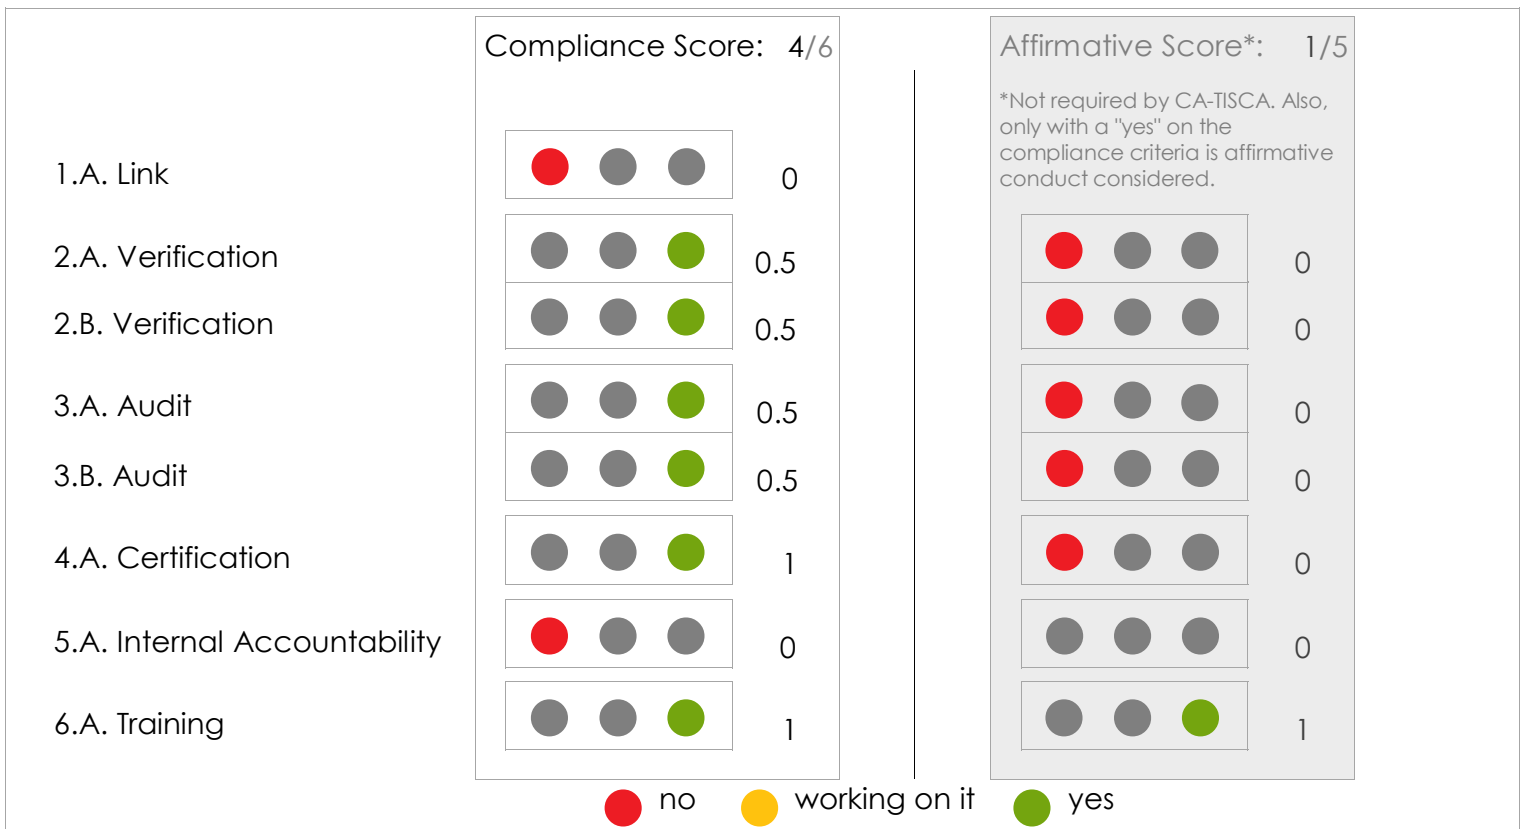 Compliance Score: 4/6
Affirmative Score*: 1/5
*Not required by CA-TISCA. Also,
only with a "yes" on the
compliance criteria is affirmative
conduct considered.
1.A. Link 0
2.A. Verification 0.5 0
2.B. Verification 0.5 0
3.A. Audit 0.5 0
3.B. Audit 0.5 0
4.A. Certification 1 0
5.A. Internal Accountability 0 0
6.A. Training 1 1
no working on it yes